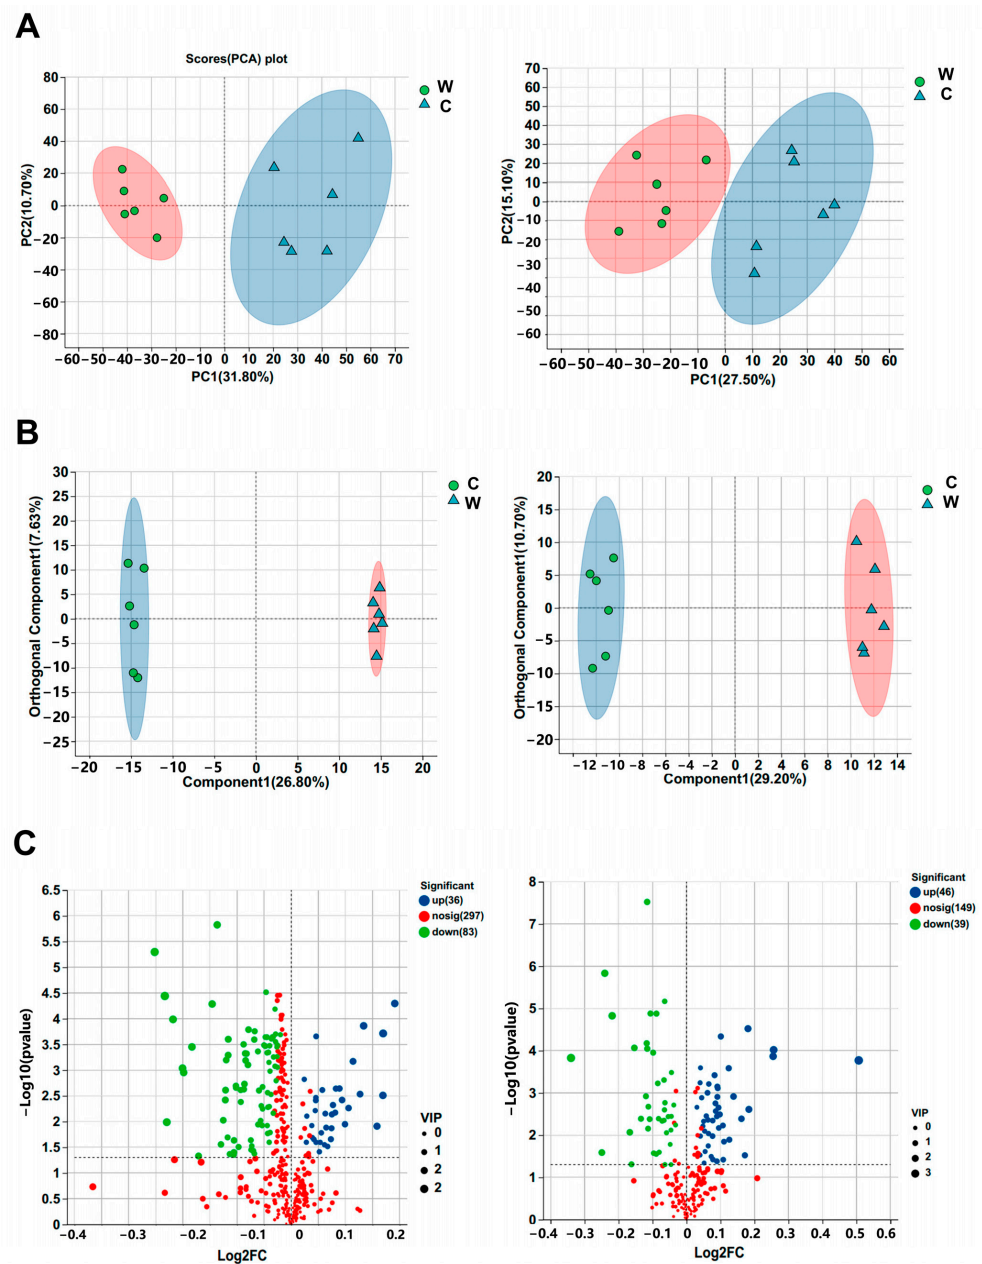 A
Scores(PCA) plot
W
C
80
60
40
20
0
−20
−40
−60
−80
PC2(10.70%)
−60−50−40−30−20−10 0 10 20 30 40 50 60 70
PC1(31.80%)
W
C
70
60
50
40
30
20
10
0
−10
−20
−30
−40
−50
−60
PC2(15.10%)
−60−50−40−30−20−10 0 10 20 30 40 50 60
PC1(27.50%)
B
C
W
30
25
20
15
10
5
0
−5
−10
−15
−20
−25
Orthogonal Component1(7.63%)
−20 −15 −10 −5 0 5 10 15 20
Component1(26.80%)
C
W
20
15
10
5
0
−5
−10
−15
−20
Orthogonal Component1(10.70%)
−12 −10 −8 −6 −4 −2 0 2 4 6 8 10 12 14
Component1(29.20%)
C
Significant
up(36)
nosig(297)
down(83)
6.5
6
5.5
5
4.5
4
3.5
3
2.5
2
1.5
1
0.5
0
−Log10(pvalue)
VIP
0
1
2
2
−0.4 −0.3 −0.2 −0.1 0 0.1 0.2
Log2FC
Significant
up(46)
nosig(149)
down(39)
8
7
6
5
4
3
2
1
0
−Log10(pvalue)
VIP
0
1
2
3
−0.4 −0.3 −0.2 −0.1 0 0.1 0.2 0.3 0.4 0.5 0.6
Log2FC